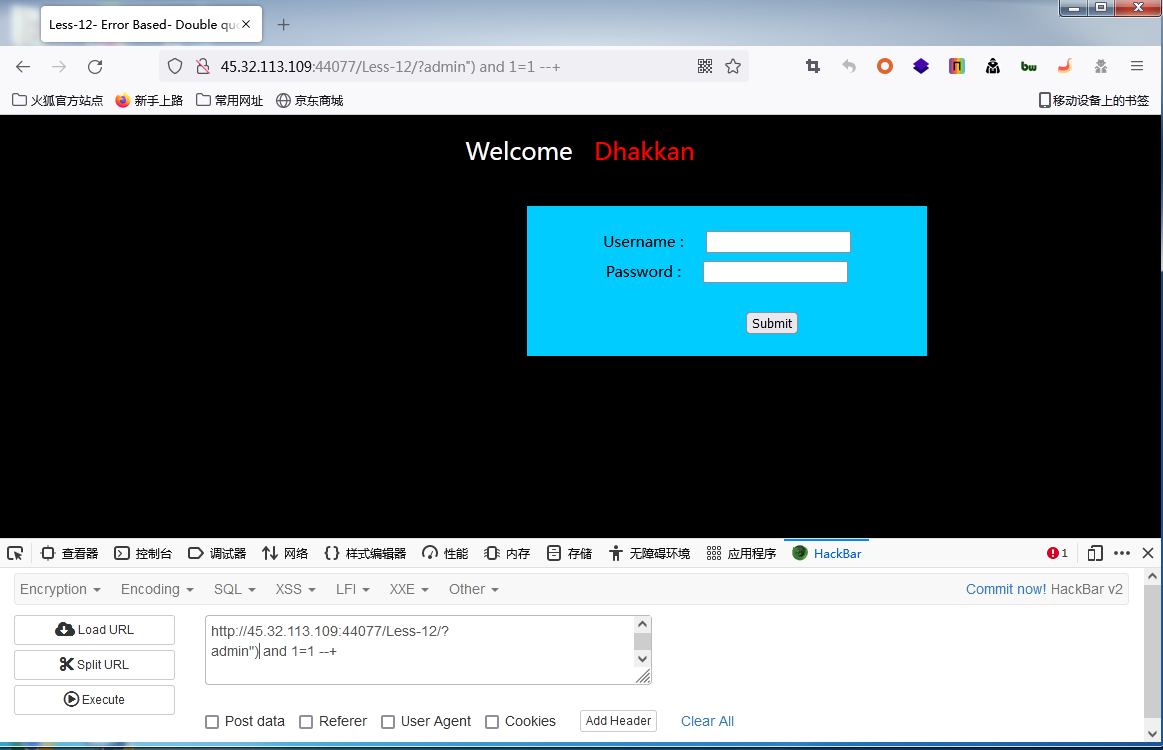 Less-12- Error Based- Double qu
45.32.113.109:44077/Less-12/?admin") and 1=1 --+
bw
火狐官方站点 新手上路 常用网址 京东商城 移动设备上的书签
Welcome Dhakkan
Username :
Password :
Submit
查看器 控制台 调试器 网络 样式编辑器 性能 内存 存储 无障碍环境 应用程序 HackBar 1
Encryption Encoding SQL XSS LFI XXE Other Commit now! HackBar v2
Load URL
http://45.32.113.109:44077/Less-12/?
admin") and 1=1 --+
Split URL
Execute
Post data Referer User Agent Cookies Add Header Clear All